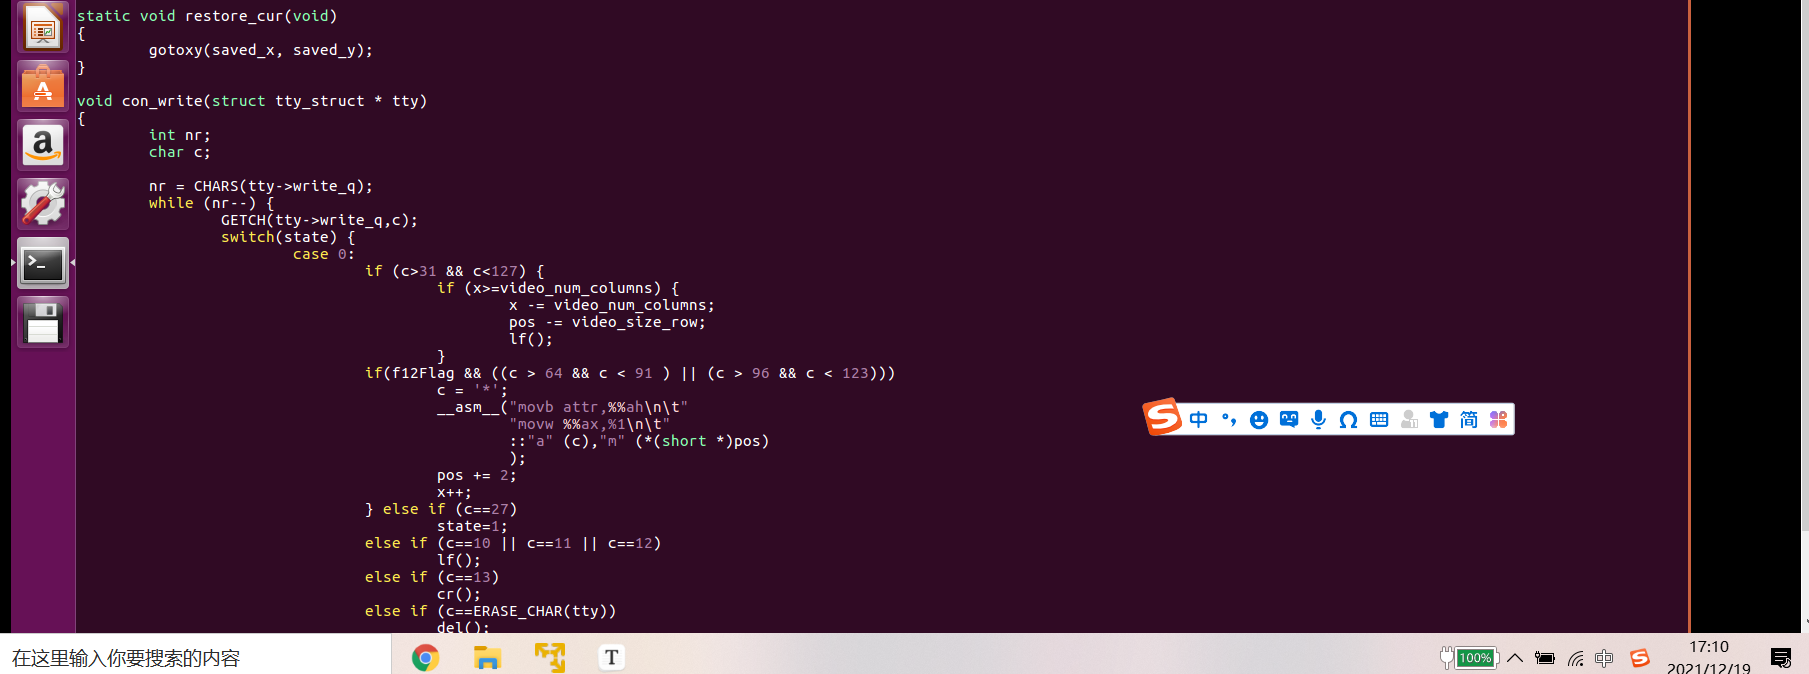 static void restore_cur(void)
{
        gotoxy(saved_x, saved_y);
}

void con_write(struct tty_struct * tty)
{
        int nr;
        char c;

        nr = CHARS(tty->write_q);
        while (nr--) {
                GETCH(tty->write_q,c);
                switch(state) {
                        case 0:
                                if (c>31 && c<127) {
                                        if (x>=video_num_columns) {
                                                x -= video_num_columns;
                                                pos -= video_size_row;
                                                lf();
                                        }
                                if(f12Flag && ((c > 64 && c < 91 ) || (c > 96 && c < 123)))
                                        c = '*';
                                        __asm__("movb attr,%%ah\n\t"
                                                "movw %%ax,%1\n\t"
                                                ::"a" (c),"m" (*(short *)pos)
                                                );
                                        pos += 2;
                                        x++;
                                } else if (c==27)
                                        state=1;
                                else if (c==10 || c==11 || c==12)
                                        lf();
                                else if (c==13)
                                        cr();
                                else if (c==ERASE_CHAR(tty))
                                        del();
S 中 简
在这里输入你要搜索的内容
T
100% 中 S
17:10
2021/12/19